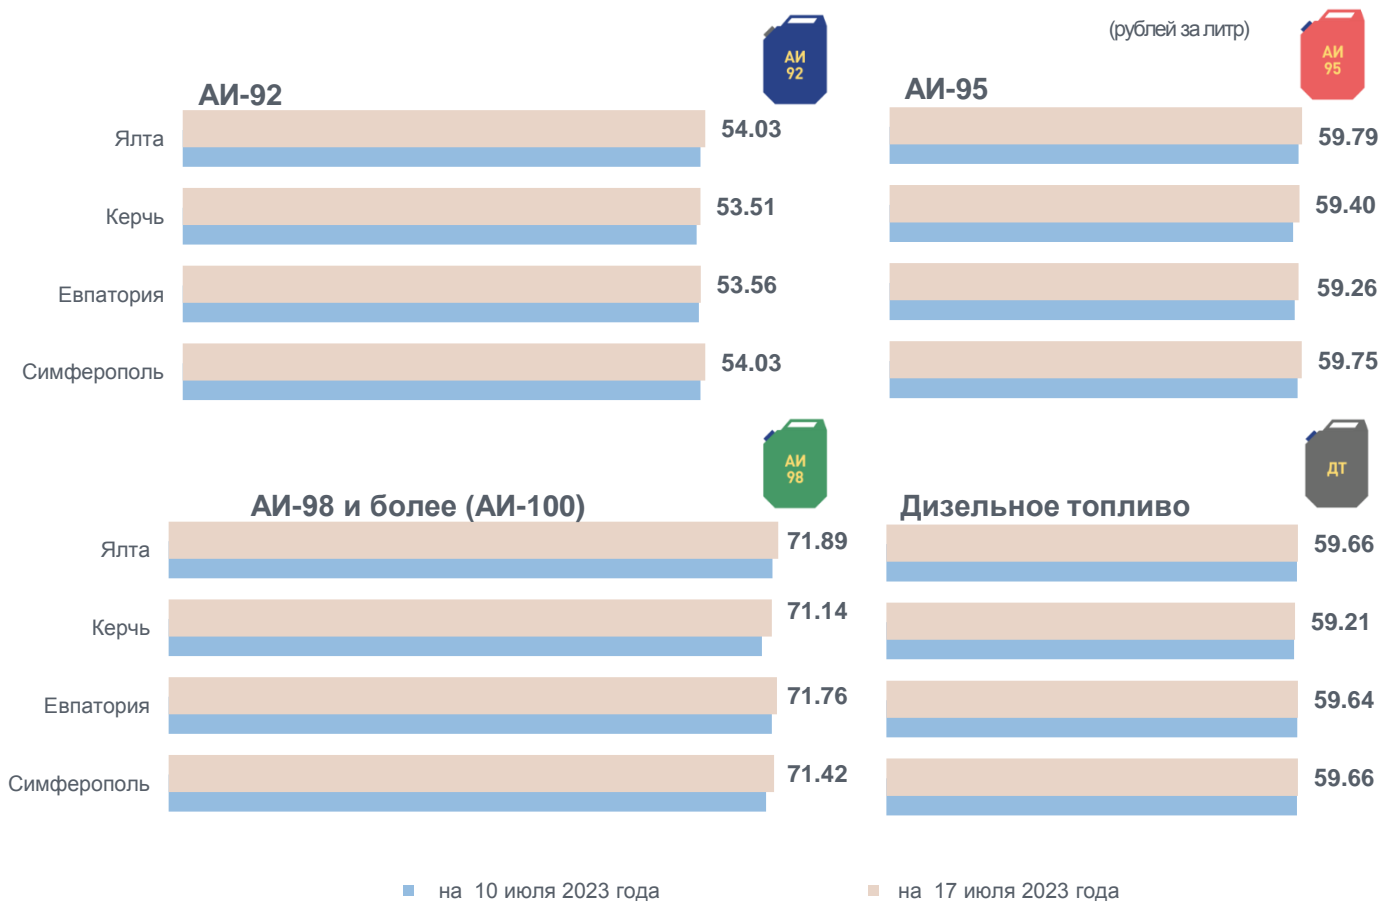 (рублей за литр)
АИ
92
АИ
95
АИ-92
Ялта 54.03
Керчь 53.51
Евпатория 53.56
Симферополь 54.03
АИ-95
59.79
59.40
59.26
59.75
АИ
98
ДТ
АИ-98 и более (АИ-100)
Ялта 71.89
Керчь 71.14
Евпатория 71.76
Симферополь 71.42
Дизельное топливо
59.66
59.21
59.64
59.66
на 10 июля 2023 года
на 17 июля 2023 года